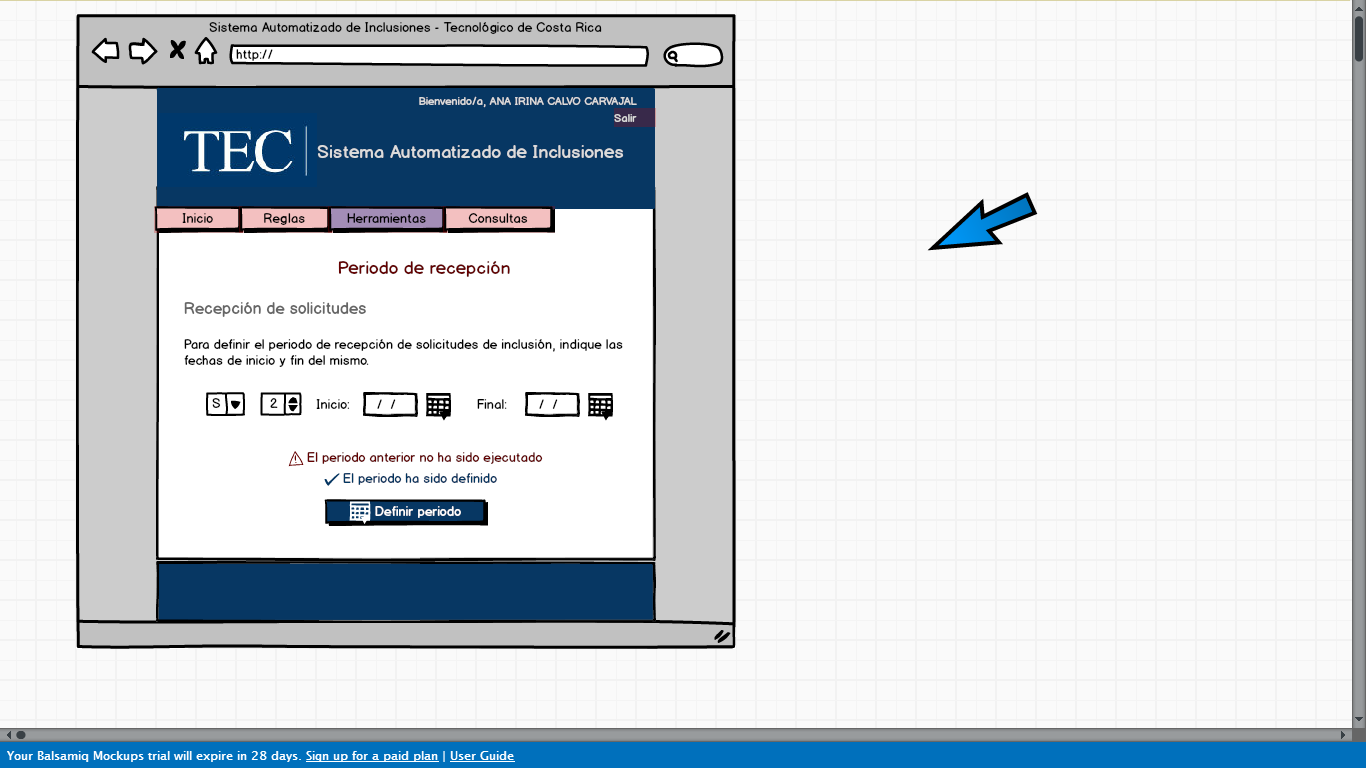 Sistema Automatizado de Inclusiones - Tecnológico de Costa Rica
http://
Bienvenido/a, ANA IRINA CALVO CARVAJAL
Salir
TEC
Sistema Automatizado de Inclusiones
Inicio Reglas Herramientas Consultas
Periodo de recepción
Recepción de solicitudes
Para definir el periodo de recepción de solicitudes de inclusión, indique las
fechas de inicio y fin del mismo.
S 2 Inicio: / / Final: / /
El periodo anterior no ha sido ejecutado
El periodo ha sido definido
Definir periodo
Your Balsamiq Mockups trial will expire in 28 days. Sign up for a paid plan | User Guide